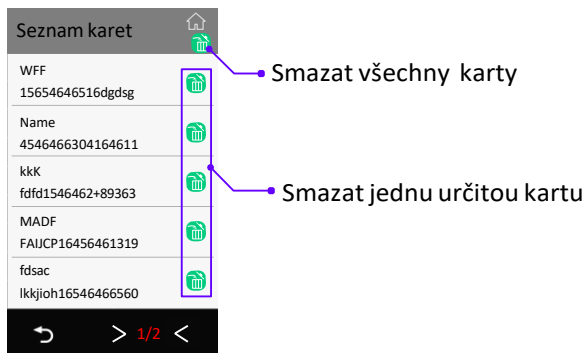 Seznam karet
Smazat všechny karty
WFF
15654646516dgdsg
Name
4546466304164611
kkK
fdfd1546462+89363
Smazat jednu určitou kartu
MADF
FAIJCP16456461319
fdsac
lkkjioh16546466560
> 1/2 <